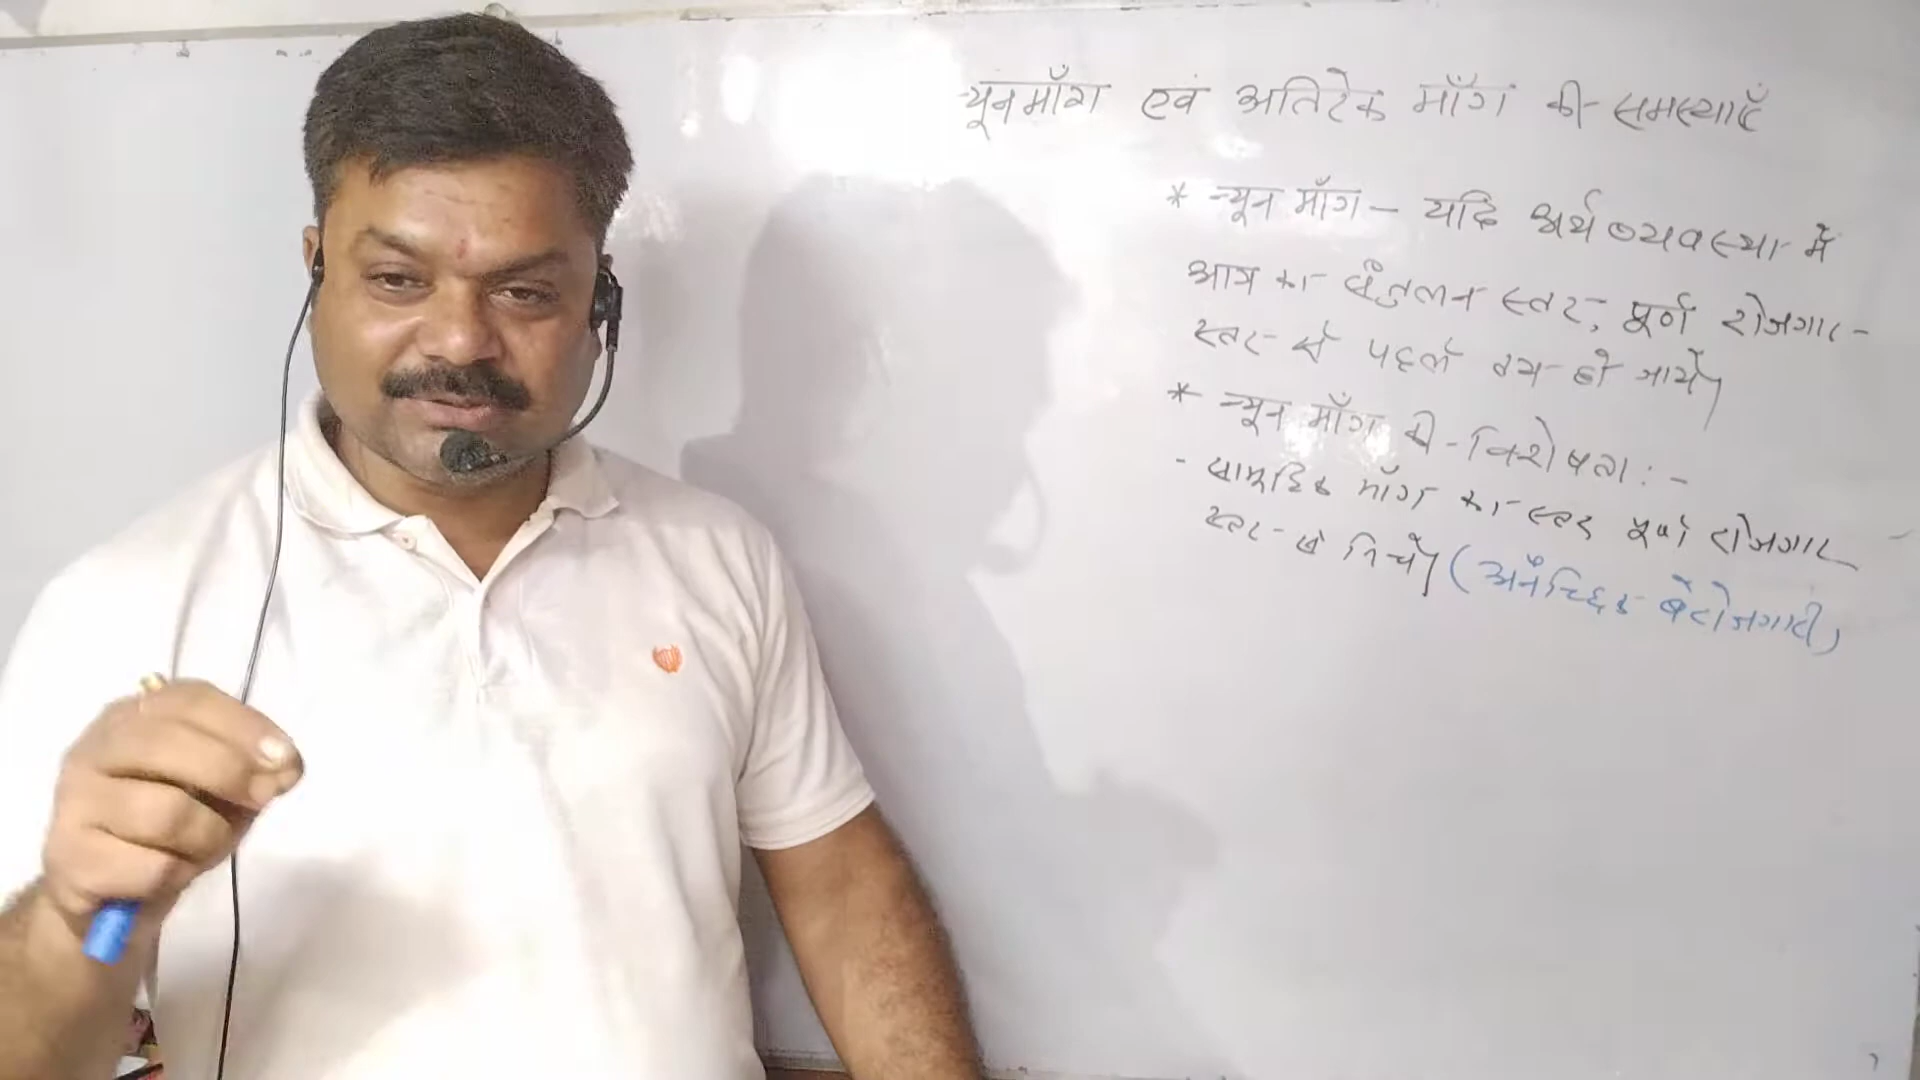 न्यून माँग एवं अतिरेक माँग की समस्याएँ
* न्यून माँग - यदि अर्थव्यवस्था में
आय का संतुलन स्तर, पूर्ण रोजगार
स्तर से पहले तय हो जाये।
* न्यून माँग की विशेषता :-
- सामूहिक माँग का स्तर पूर्ण रोजगार
स्तर से निचे। (अनैच्छिक बेरोजगारी)